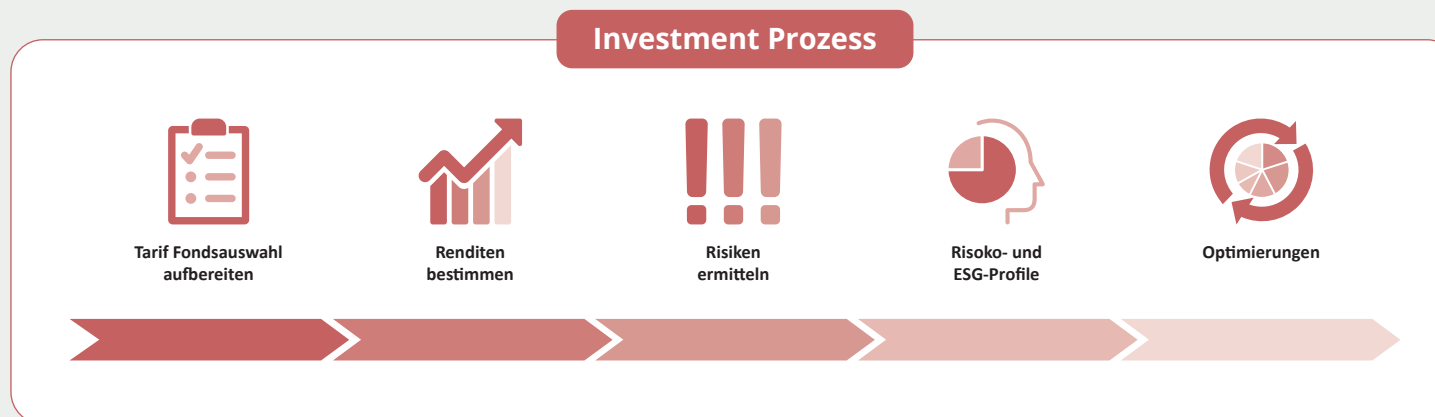 Investment Prozess
Tarif Fondsauswahl
aufbereiten
Renditen
bestimmen
Risiken
ermitteln
Risoko- und
ESG-Profile
Optimierungen